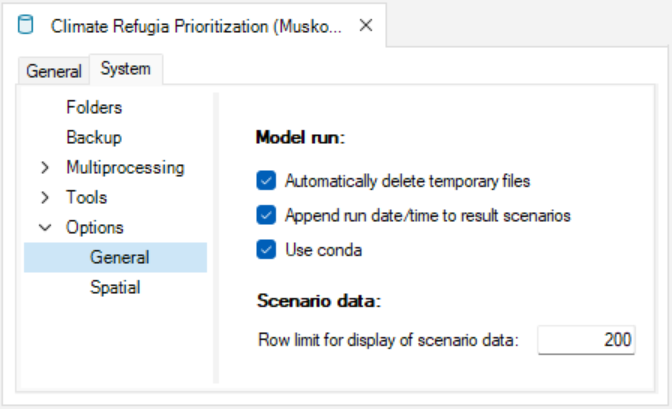 Climate Refugia Prioritization (Musko...
General System
Folders
Backup
Multiprocessing
Tools
Options
General
Spatial
Model run:
Automatically delete temporary files
Append run date/time to result scenarios
Use conda
Scenario data:
Row limit for display of scenario data: 200